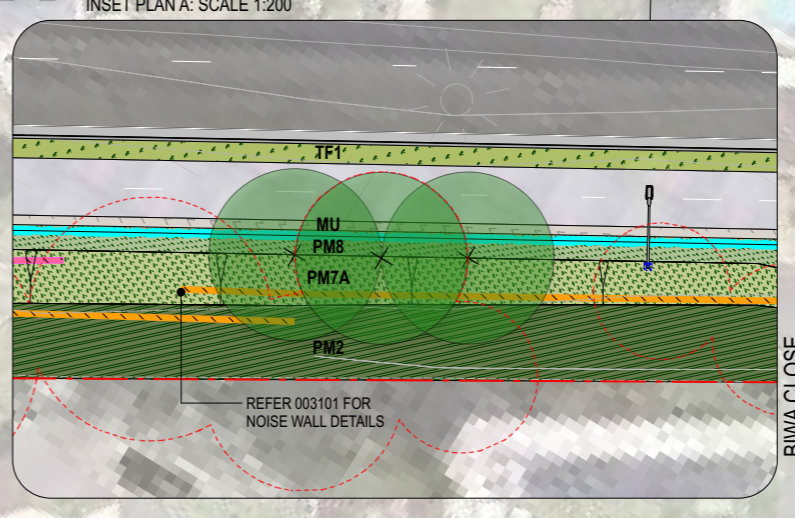 INSET PLAN A: SCALE 1:200
TF1
MU
PM8
PM7A
PM2
REFER 003101 FOR
NOISE WALL DETAILS
BIWA CLOSE